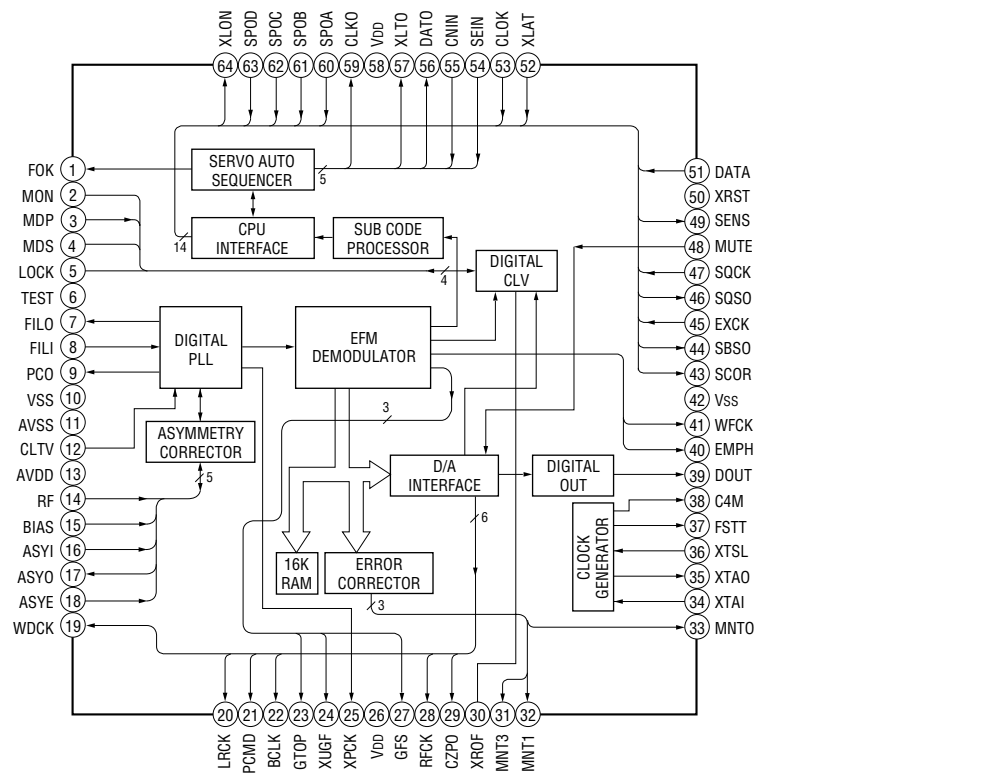 XLON SPOD SPOC SPOB SPOA CLKO VDD XLTO DATO CNIN SEIN CLOK XLAT
64 63 62 61 60 59 58 57 56 55 54 53 52
FOK 1
MON 2
MDP 3
MDS 4
LOCK 5
TEST 6
FILO 7
FILI 8
PCO 9
VSS 10
AVSS 11
CLTV 12
AVDD 13
RF 14
BIAS 15
ASYI 16
ASYO 17
ASYE 18
WDCK 19
SERVO AUTO
SEQUENCER
5
CPU
INTERFACE
14
SUB CODE
PROCESSOR
DIGITAL
CLV
4
DIGITAL
PLL
EFM
DEMODULATOR
3
ASYMMETRY
CORRECTOR
5
D/A
INTERFACE
6
DIGITAL
OUT
16K
RAM
ERROR
CORRECTOR
3
CLOCK
GENERATOR
51 DATA
50 XRST
49 SENS
48 MUTE
47 SQCK
46 SQSO
45 EXCK
44 SBSO
43 SCOR
42 Vss
41 WFCK
40 EMPH
39 DOUT
38 C4M
37 FSTT
36 XTSL
35 XTAO
34 XTAI
33 MNTO
20 21 22 23 24 25 26 27 28 29 30 31 32
LRCK PCMD BCLK GTOP XUGF XPCK VDD GFS RFCK CZPO XROF MNT3 MNT1